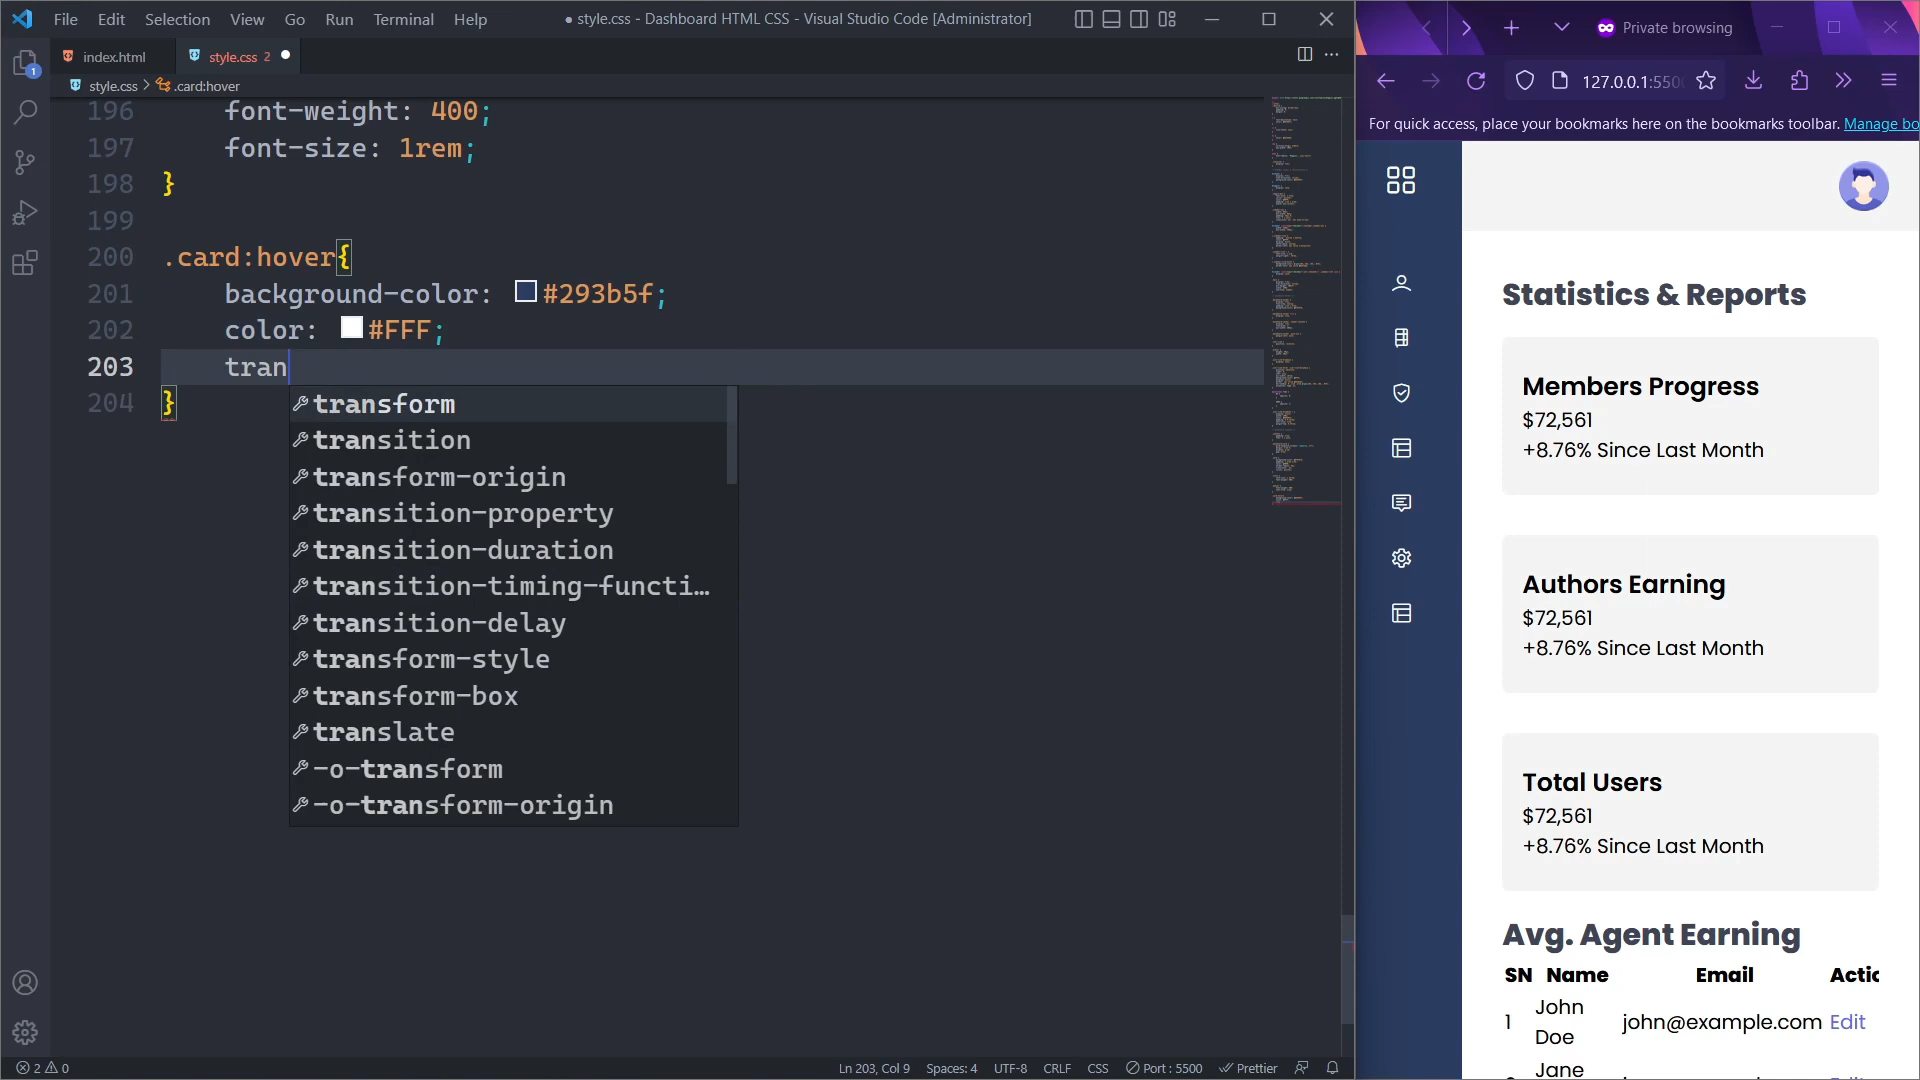 File Edit Selection View Go Run Terminal Help
● style.css - Dashboard HTML CSS - Visual Studio Code [Administrator]
index.html
style.css 2
style.css > .card:hover
196 font-weight: 400;
197 font-size: 1rem;
198 }
199
200 .card:hover{
201 background-color: #293b5f;
202 color: #FFF;
203 tran
204 }
transform
transition
transform-origin
transition-property
transition-duration
transition-timing-functi…
transition-delay
transform-style
transform-box
translate
-o-transform
-o-transform-origin
1
2 0
Ln 203, Col 9 Spaces: 4 UTF-8 CRLF CSS Port : 5500 Prettier
Private browsing
127.0.0.1:5500
For quick access, place your bookmarks here on the bookmarks toolbar. Manage bo
Statistics & Reports
Members Progress
$72,561
+8.76% Since Last Month
Authors Earning
$72,561
+8.76% Since Last Month
Total Users
$72,561
+8.76% Since Last Month
Avg. Agent Earning
SN Name Email Actic
1 John Doe john@example.com Edit
Jane